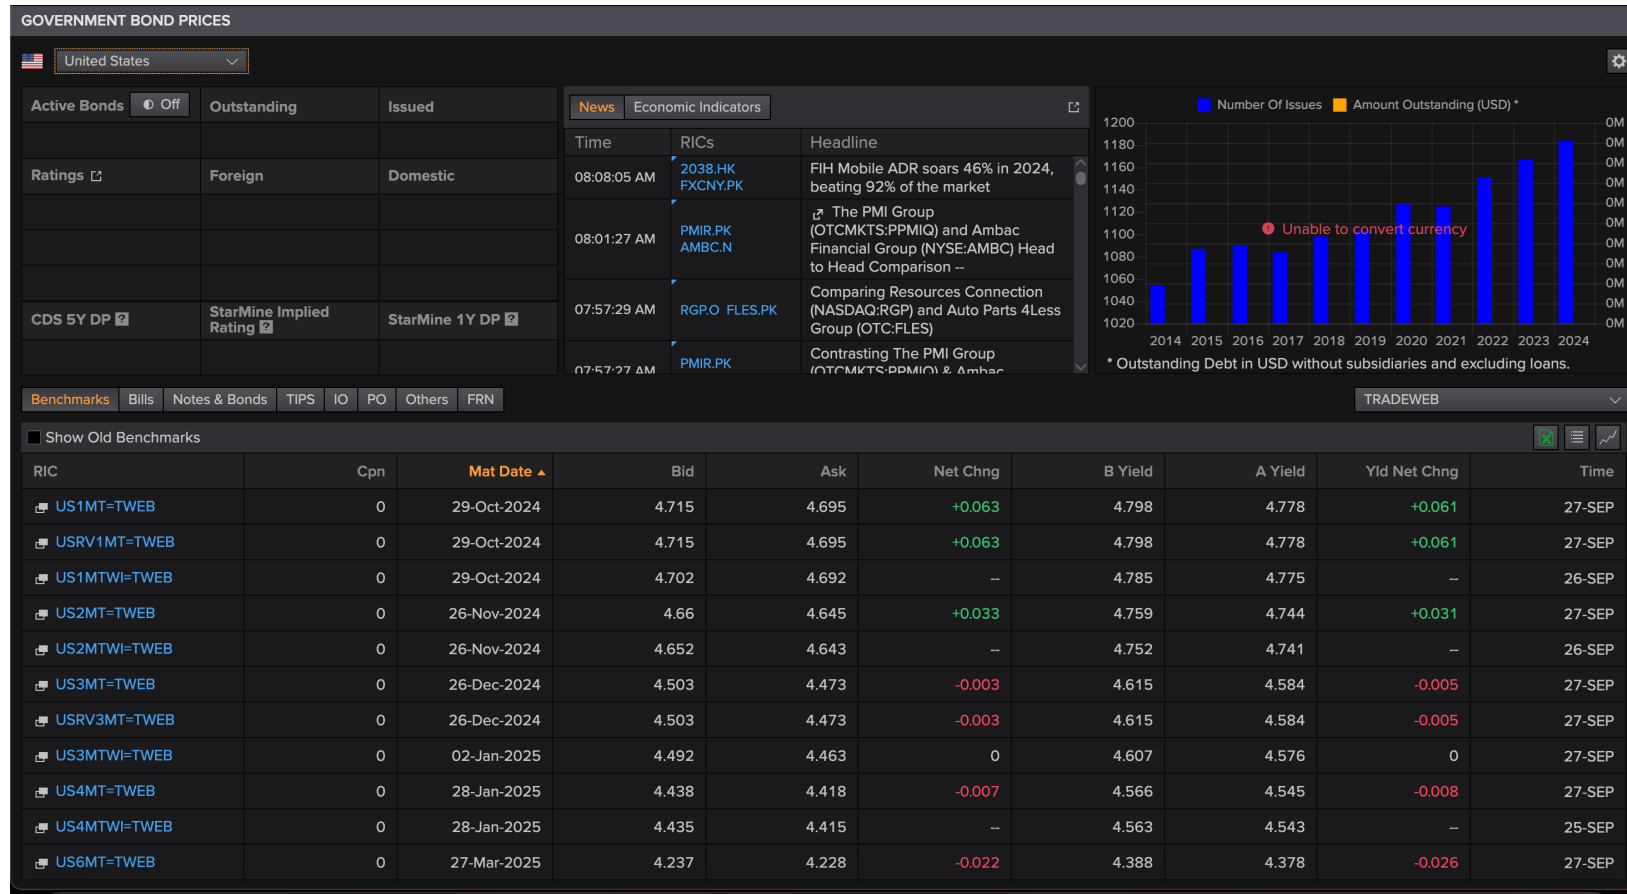 GOVERNMENT BOND PRICES
United States
Active Bonds Off Outstanding Issued
Ratings Foreign Domestic
CDS 5Y DP ? StarMine Implied Rating ? StarMine 1Y DP ?
News Economic Indicators
Time RICs Headline
08:08:05 AM 2038.HK FXCNY.PK FIH Mobile ADR soars 46% in 2024,
beating 92% of the market
08:01:27 AM PMIR.PK AMBC.N The PMI Group
(OTCMKTS:PPMIQ) and Ambac
Financial Group (NYSE:AMBC) Head
to Head Comparison --
07:57:29 AM RGP.O FLES.PK Comparing Resources Connection
(NASDAQ:RGP) and Auto Parts 4Less
Group (OTC:FLES)
07:57:27 AM PMIR.PK Contrasting The PMI Group
(OTCMKTS:PPMIQ) & Ambac
Number Of Issues Amount Outstanding (USD) *
1200 0M
1180 0M
1160 0M
1140 0M
1120 0M
1100 0M
1080 0M
1060 0M
1040 0M
1020 0M
0M
Unable to convert currency
2014 2015 2016 2017 2018 2019 2020 2021 2022 2023 2024
* Outstanding Debt in USD without subsidiaries and excluding loans.
Benchmarks Bills Notes & Bonds TIPS IO PO Others FRN TRADEWEB
Show Old Benchmarks
RIC Cpn Mat Date Bid Ask Net Chng B Yield A Yield Yld Net Chng Time
US1MT=TWEB 0 29-Oct-2024 4.715 4.695 +0.063 4.798 4.778 +0.061 27-SEP
USRV1MT=TWEB 0 29-Oct-2024 4.715 4.695 +0.063 4.798 4.778 +0.061 27-SEP
US1MTWI=TWEB 0 29-Oct-2024 4.702 4.692 -- 4.785 4.775 -- 26-SEP
US2MT=TWEB 0 26-Nov-2024 4.66 4.645 +0.033 4.759 4.744 +0.031 27-SEP
US2MTWI=TWEB 0 26-Nov-2024 4.652 4.643 -- 4.752 4.741 -- 26-SEP
US3MT=TWEB 0 26-Dec-2024 4.503 4.473 -0.003 4.615 4.584 -0.005 27-SEP
USRV3MT=TWEB 0 26-Dec-2024 4.503 4.473 -0.003 4.615 4.584 -0.005 27-SEP
US3MTWI=TWEB 0 02-Jan-2025 4.492 4.463 0 4.607 4.576 0 27-SEP
US4MT=TWEB 0 28-Jan-2025 4.438 4.418 -0.007 4.566 4.545 -0.008 27-SEP
US4MTWI=TWEB 0 28-Jan-2025 4.435 4.415 -- 4.563 4.543 -- 25-SEP
US6MT=TWEB 0 27-Mar-2025 4.237 4.228 -0.022 4.388 4.378 -0.026 27-SEP